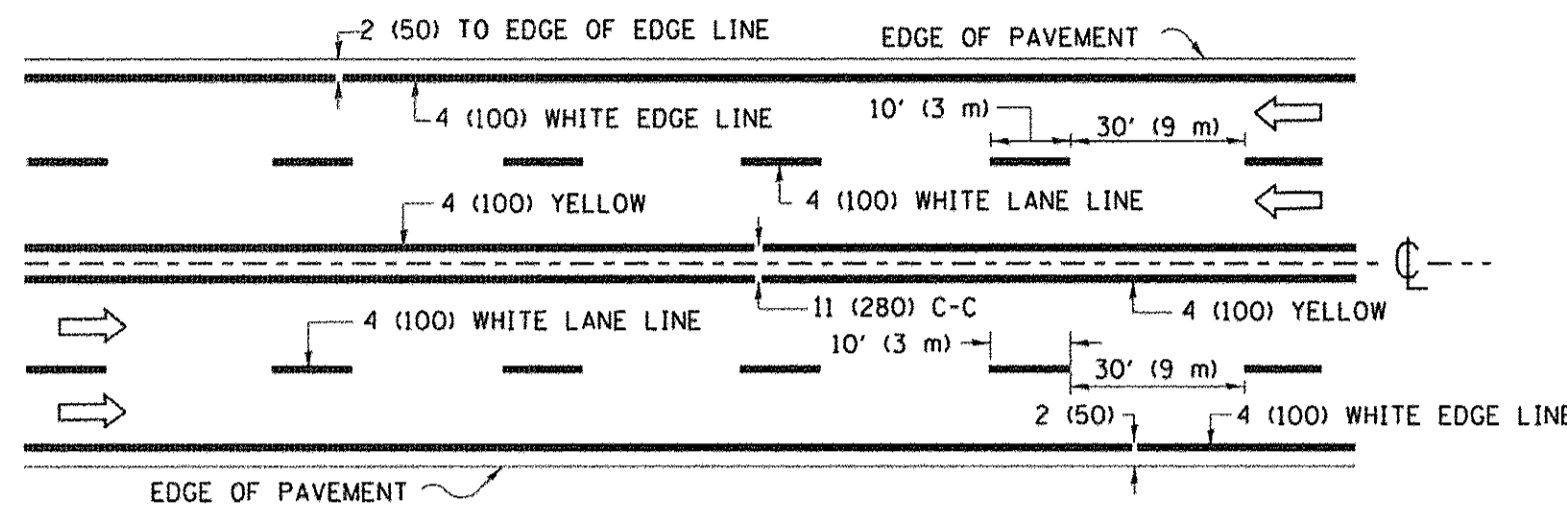 2 (50) TO EDGE OF EDGE LINE
EDGE OF PAVEMENT
4 (100) WHITE EDGE LINE
10' (3 m)
30' (9 m)
4 (100) YELLOW
4 (100) WHITE LANE LINE
℄
11 (280) C-C
4 (100) YELLOW
4 (100) WHITE LANE LINE
10' (3 m)
30' (9 m)
2 (50)
4 (100) WHITE EDGE LINE
EDGE OF PAVEMENT